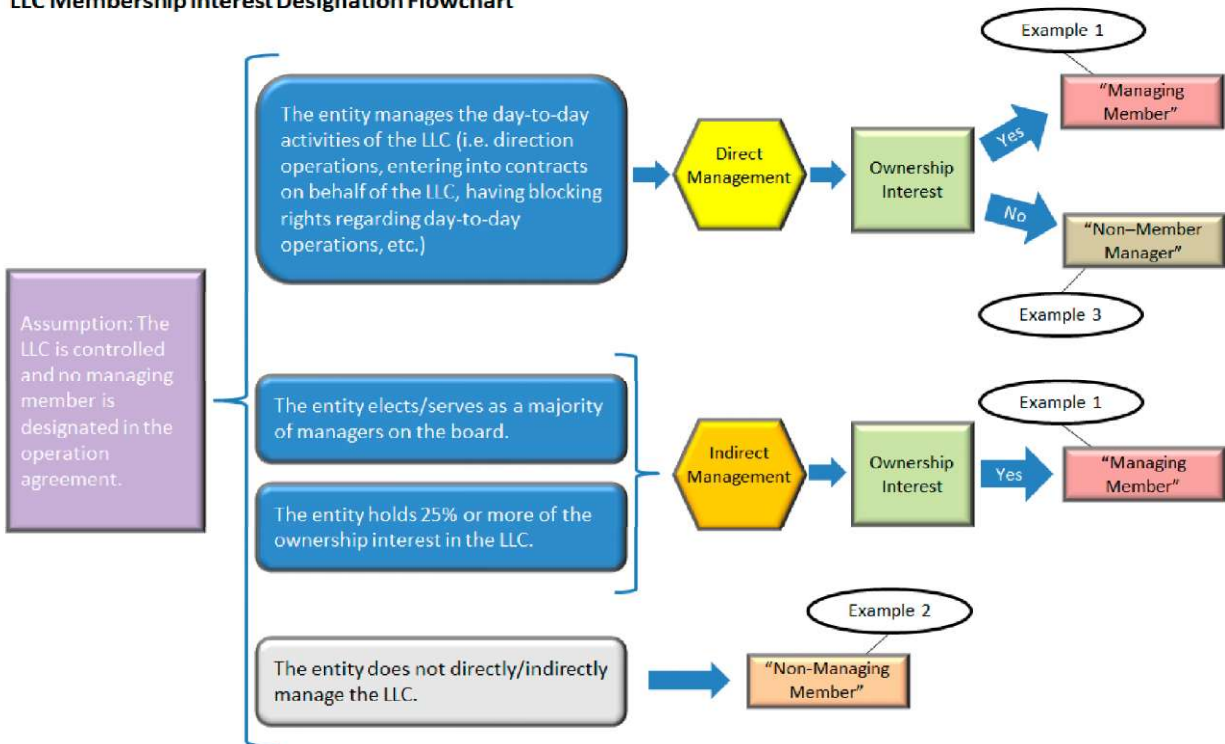 LLC Membership Interest Designation Flowchart
Example 1
"Managing
Member"
The entity manages the day-to-day
activities of the LLC (i.e. direction
operations, entering into contracts
on behalf of the LLC, having blocking
rights regarding day-to-day
operations, etc.)
Direct
Management
Ownership
Interest
Yes
No
"Non–Member
Manager"
Example 3
Assumption: The
LLC is controlled
and no managing
member is
designated in the
operation
agreement.
The entity elects/serves as a majority
of managers on the board.
The entity holds 25% or more of the
ownership interest in the LLC.
Indirect
Management
Ownership
Interest
Yes
Example 1
"Managing
Member"
The entity does not directly/indirectly
manage the LLC.
Example 2
"Non-Managing
Member"